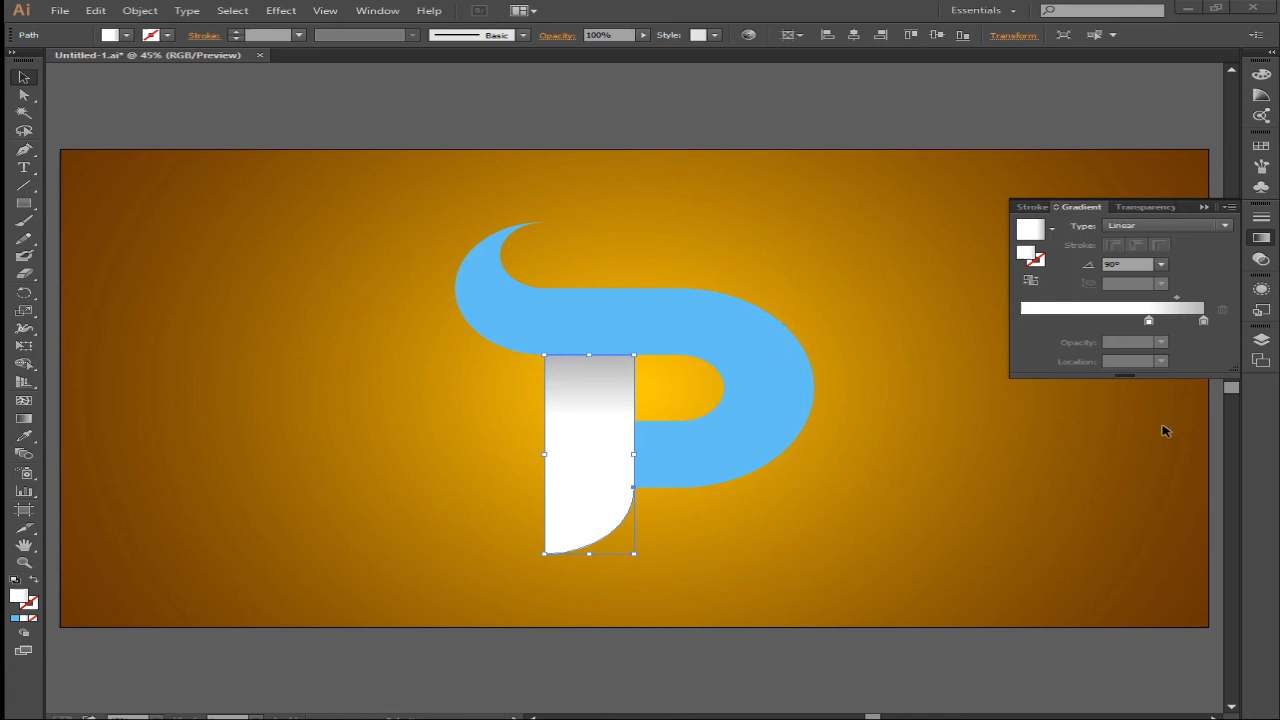 Ai File Edit Object Type Select Effect View Window Help Br Essentials
Path Stroke: Basic Opacity: 100% Style: Transform
Untitled-1.ai* @ 45% (RGB/Preview) ×
Stroke Gradient Transparency
Type: Linear
Stroke:
90°
Opacity:
Location:
T